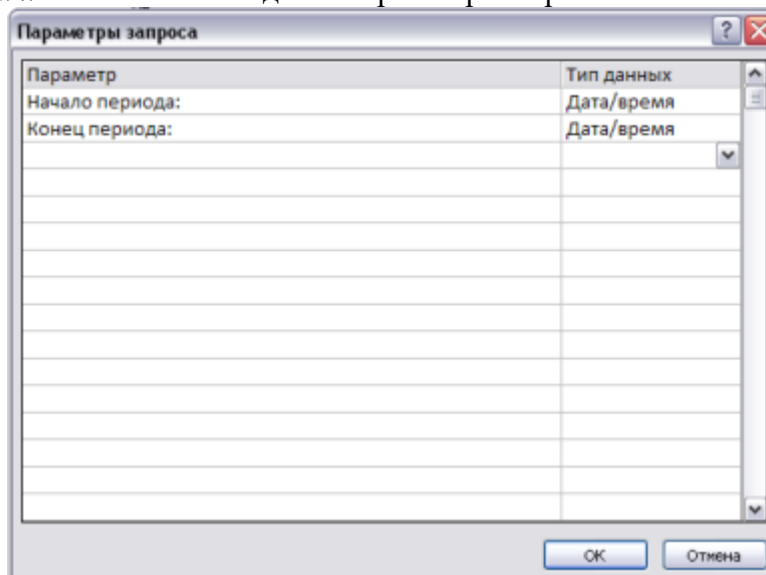 Параметры запроса
Параметр Тип данных
Начало периода: Дата/время
Конец периода: Дата/время
ОК Отмена